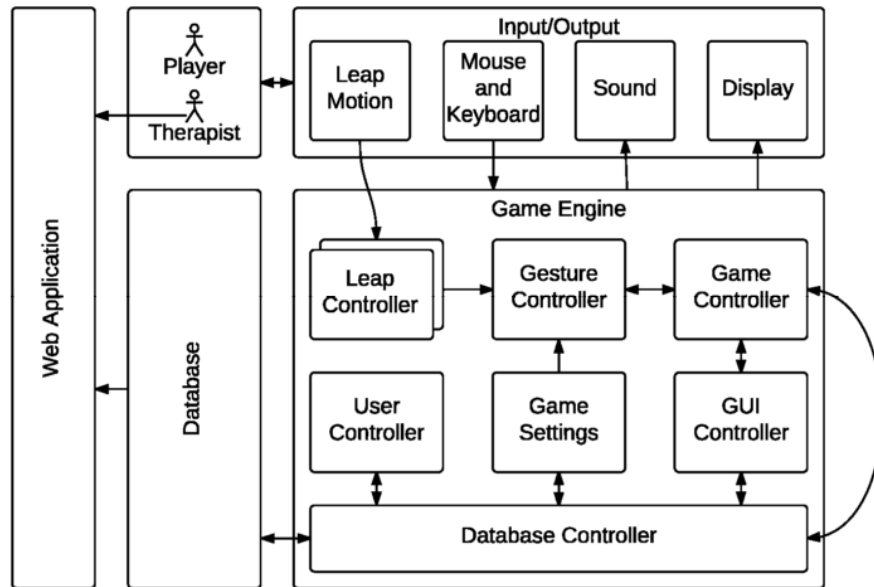 Input/Output
Player
Therapist
Leap
Motion
Mouse
and
Keyboard
Sound
Display
Web Application
Database
Game Engine
Leap
Controller
Gesture
Controller
Game
Controller
User
Controller
Game
Settings
GUI
Controller
Database Controller